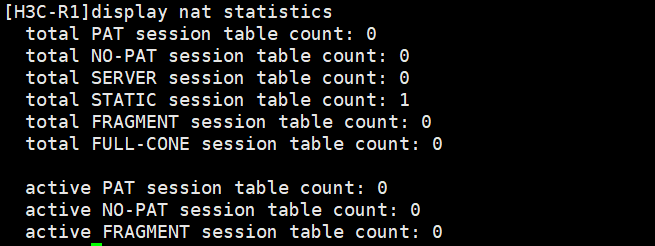 [H3C-R1]display nat statistics
  total PAT session table count: 0
  total NO-PAT session table count: 0
  total SERVER session table count: 0
  total STATIC session table count: 1
  total FRAGMENT session table count: 0
  total FULL-CONE session table count: 0

  active PAT session table count: 0
  active NO-PAT session table count: 0
  active FRAGMENT session table count: 0